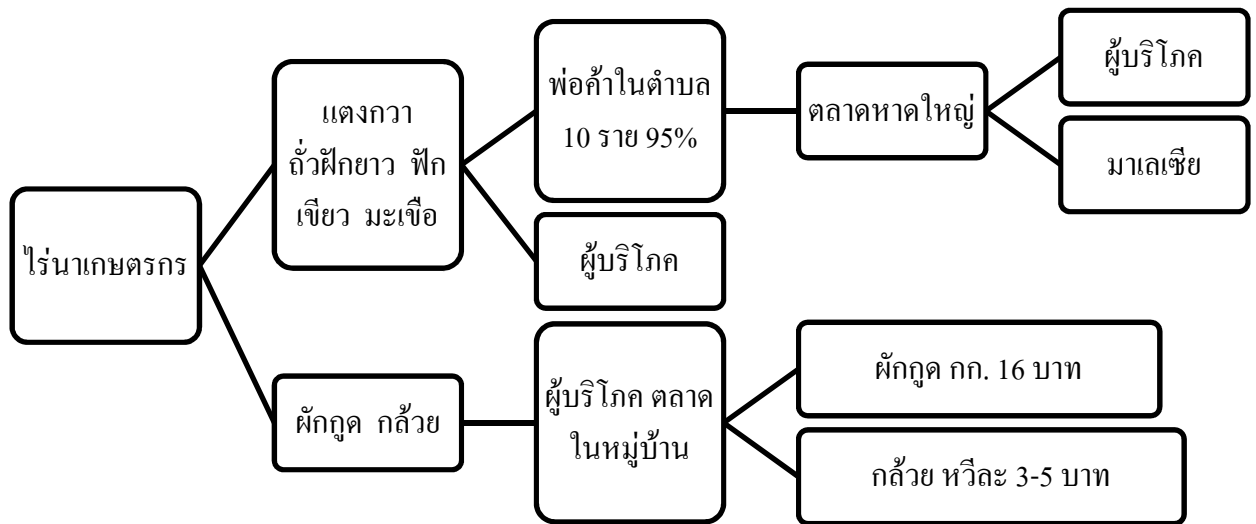 ไร่นาเกษตรกร
แตงกวา
ถั่วฝักยาว ฟัก
เขียว มะเขือ
พ่อค้าในตำบล
10 ราย 95%
ตลาดหาดใหญ่
ผู้บริโภค
มาเลเซีย
ผู้บริโภค
ผักกูด กล้วย
ผู้บริโภค ตลาด
ในหมู่บ้าน
ผักกูด กก. 16 บาท
กล้วย หวีละ 3-5 บาท